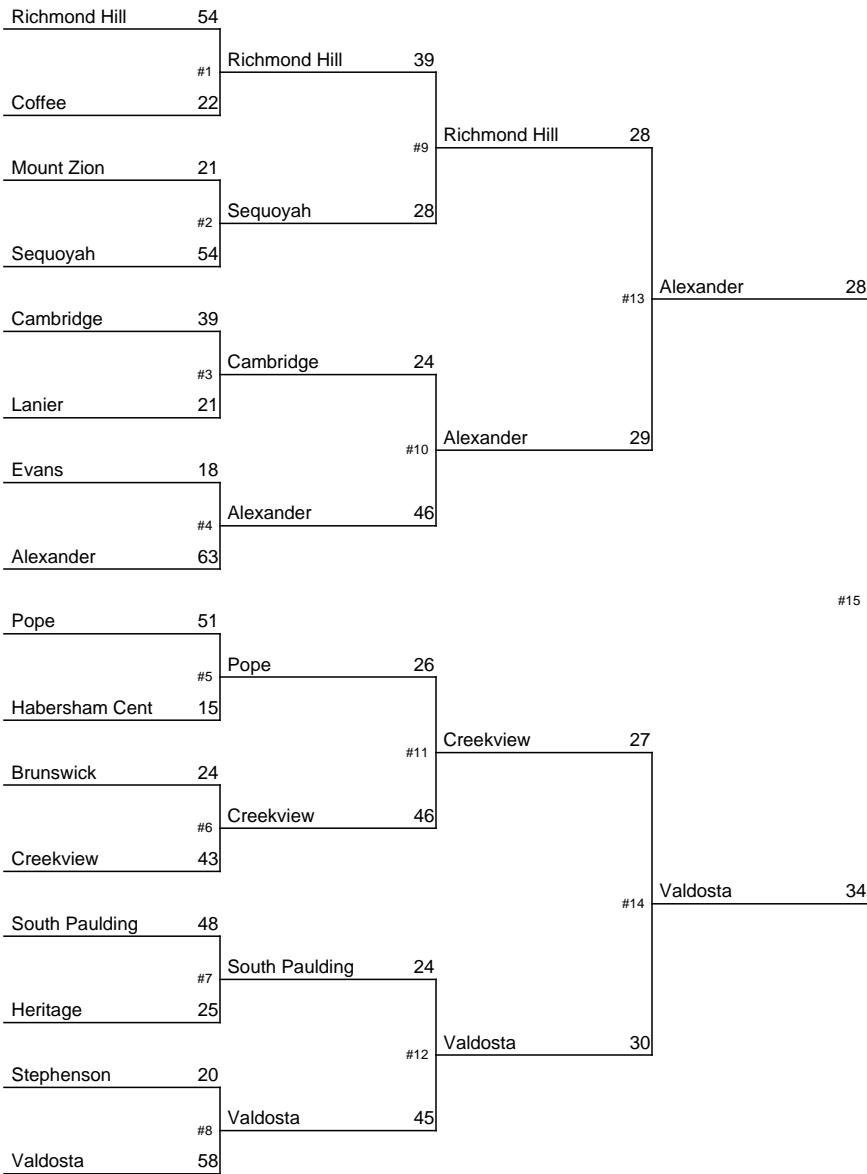 Richmond Hill 54
#1 Richmond Hill 39
Coffee 22
#9 Richmond Hill 28
Mount Zion 21
#2 Sequoyah 28
Sequoyah 54
#13 Alexander 28
Cambridge 39
#3 Cambridge 24
Lanier 21
#10 Alexander 29
Evans 18
#4 Alexander 46
Alexander 63
#15
Pope 51
#5 Pope 26
Habersham Cent 15
#11 Creekview 27
Brunswick 24
#6 Creekview 46
Creekview 43
#14 Valdosta 34
South Paulding 48
#7 South Paulding 24
Heritage 25
#12 Valdosta 30
Stephenson 20
#8 Valdosta 45
Valdosta 58